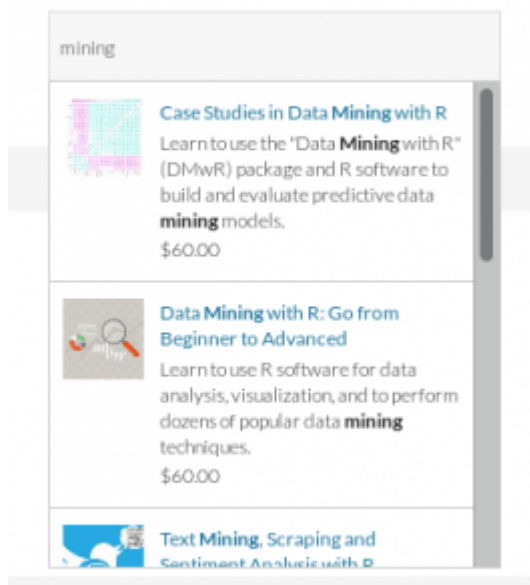 mining
Case Studies in Data Mining with R
Learn to use the "Data Mining with R"
(DMwR) package and R software to
build and evaluate predictive data
mining models.
$60.00
Data Mining with R: Go from
Beginner to Advanced
Learn to use R software for data
analysis, visualization, and to perform
dozens of popular data mining
techniques.
$60.00
Text Mining, Scraping and
Sentiment Analysis with R